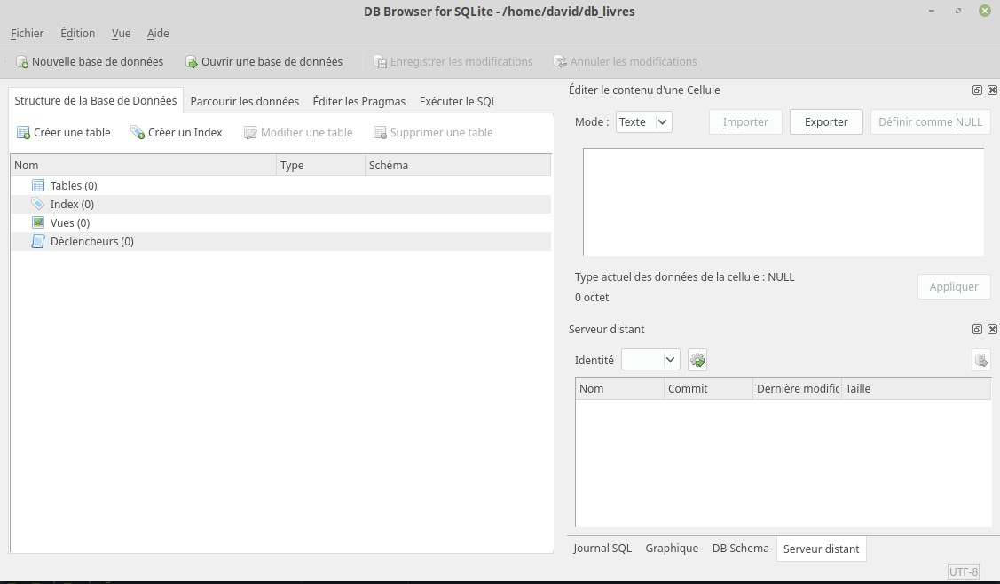 DB Browser for SQLite - /home/david/db_livres
Fichier Édition Vue Aide
Nouvelle base de données Ouvrir une base de données Enregistrer les modifications Annuler les modifications
Structure de la Base de Données Parcourir les données Éditer les Pragmas Exécuter le SQL
Créer une table Créer un Index Modifier une table Supprimer une table
Nom Type Schéma
Tables (0)
Index (0)
Vues (0)
Déclencheurs (0)
Éditer le contenu d'une Cellule
Mode : Texte Importer Exporter Définir comme NULL
Type actuel des données de la cellule : NULL
0 octet
Appliquer
Serveur distant
Identité
Nom Commit Dernière modific Taille
Journal SQL Graphique DB Schema Serveur distant
UTF-8